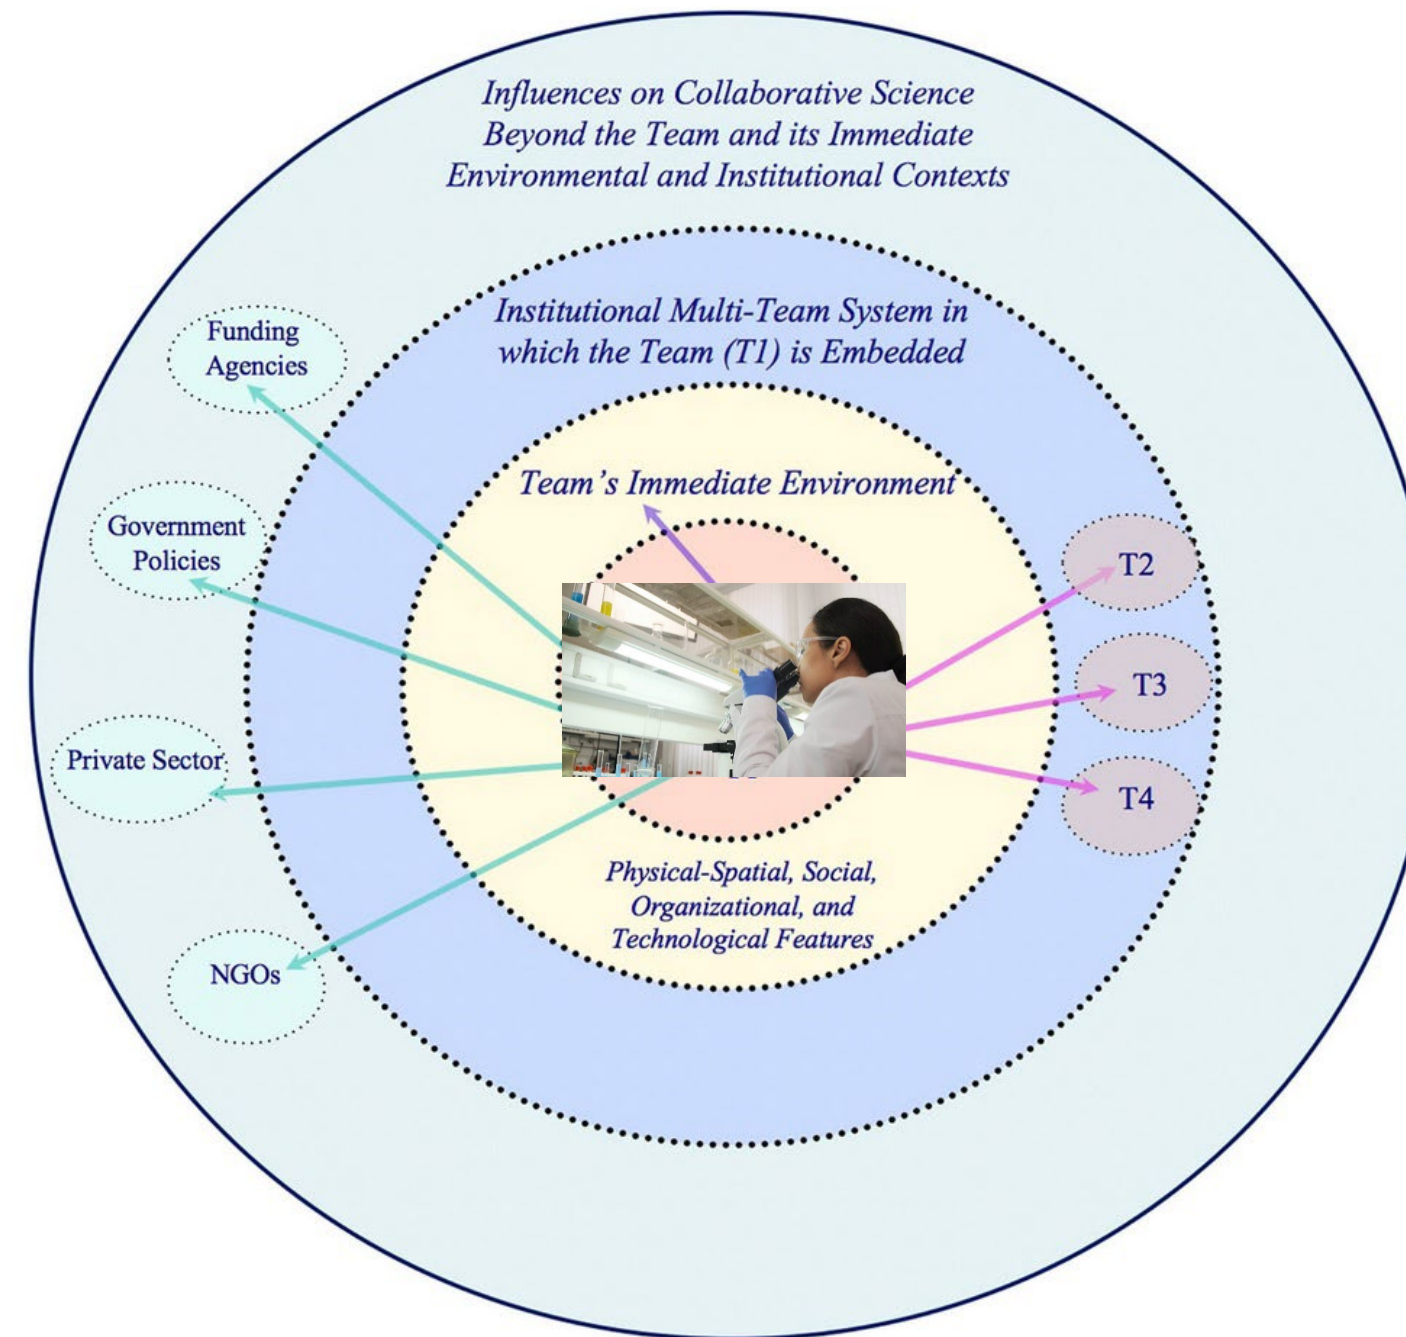 Influences on Collaborative Science
Beyond the Team and its Immediate
Environmental and Institutional Contexts
Institutional Multi-Team System in
which the Team (T1) is Embedded
Funding
Agencies
Team’s Immediate Environment
Government
Policies
T2
T3
Private Sector
T4
Physical-Spatial, Social,
Organizational, and
Technological Features
NGOs